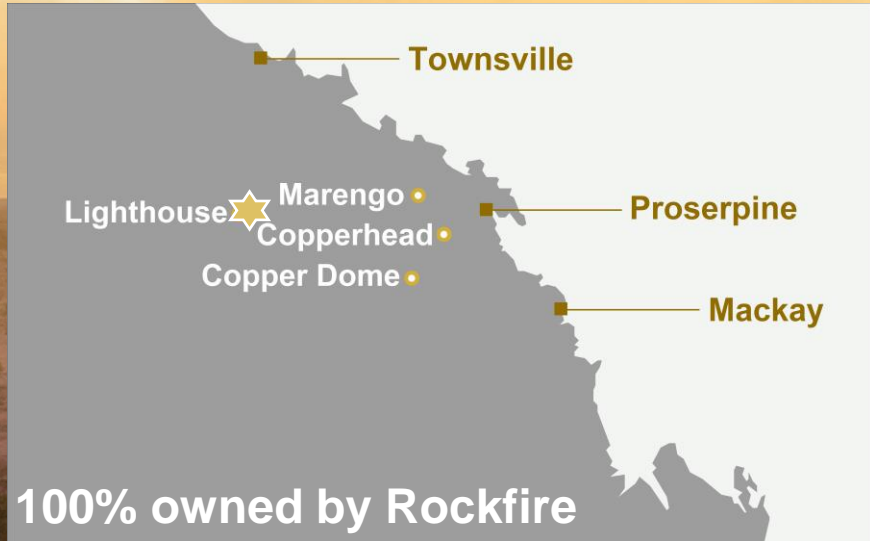 Townsville
Marengo
Lighthouse
Proserpine
Copperhead
Copper Dome
Mackay
100% owned by Rockfire